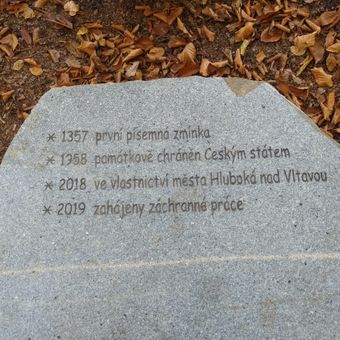 * 1357 první písemná zmínka
* 1958 památkově chráněn Českým státem
* 2018 ve vlastnictví města Hluboká nad Vltavou
* 2019 zahájeny záchranné práce